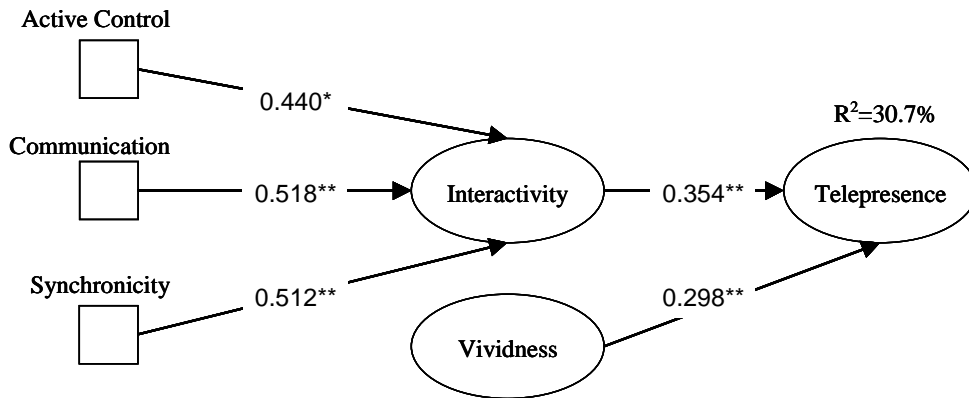 Active Control
0.440*
R²=30.7%
Communication
0.518**
Interactivity
0.354**
Telepresence
Synchronicity
0.512**
0.298**
Vividness